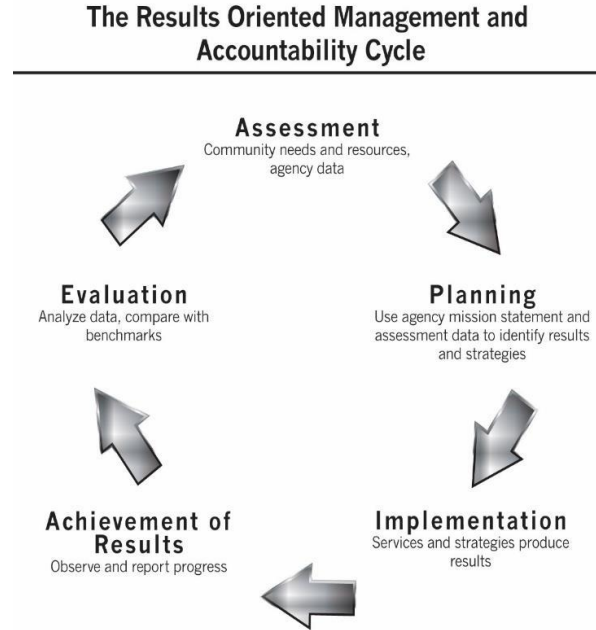 The Results Oriented Management and
Accountability Cycle
Assessment
Community needs and resources,
agency data
Planning
Use agency mission statement and
assessment data to identify results
and strategies
Implementation
Services and strategies produce
results
Achievement of
Results
Observe and report progress
Evaluation
Analyze data, compare with
benchmarks